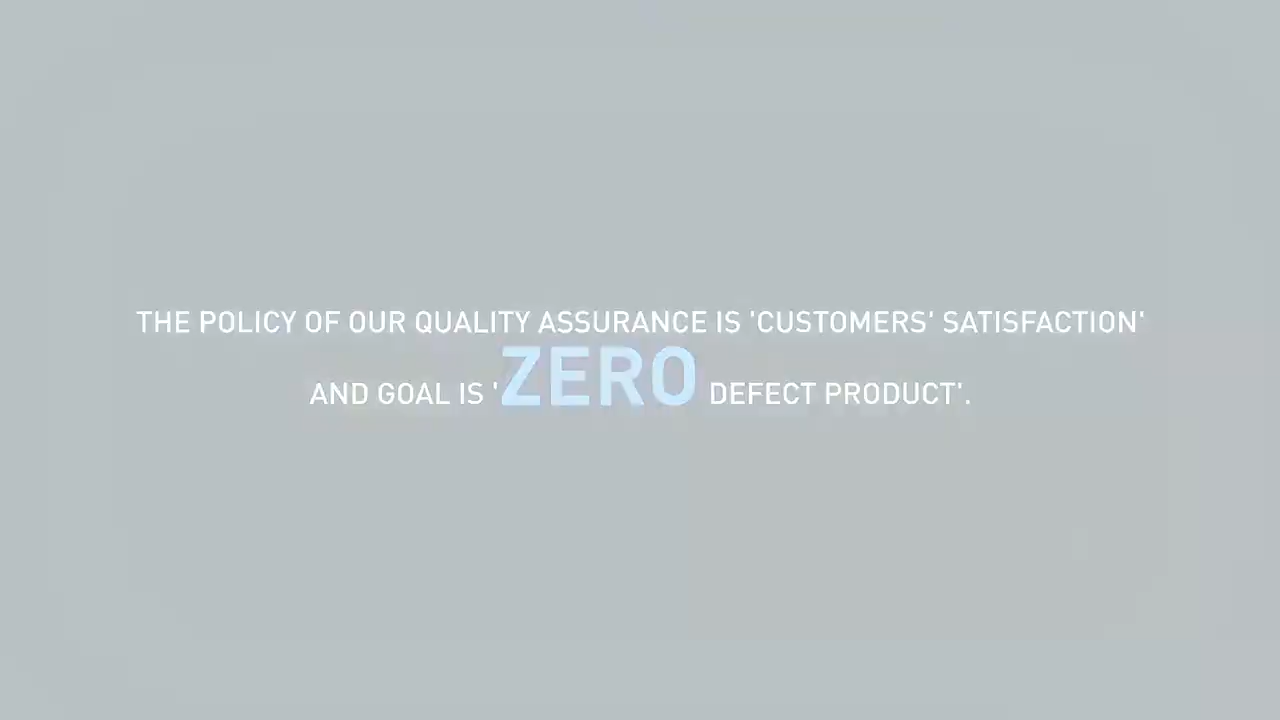 THE POLICY OF OUR QUALITY ASSURANCE IS 'CUSTOMERS' SATISFACTION'
AND GOAL IS 'ZERO DEFECT PRODUCT'.